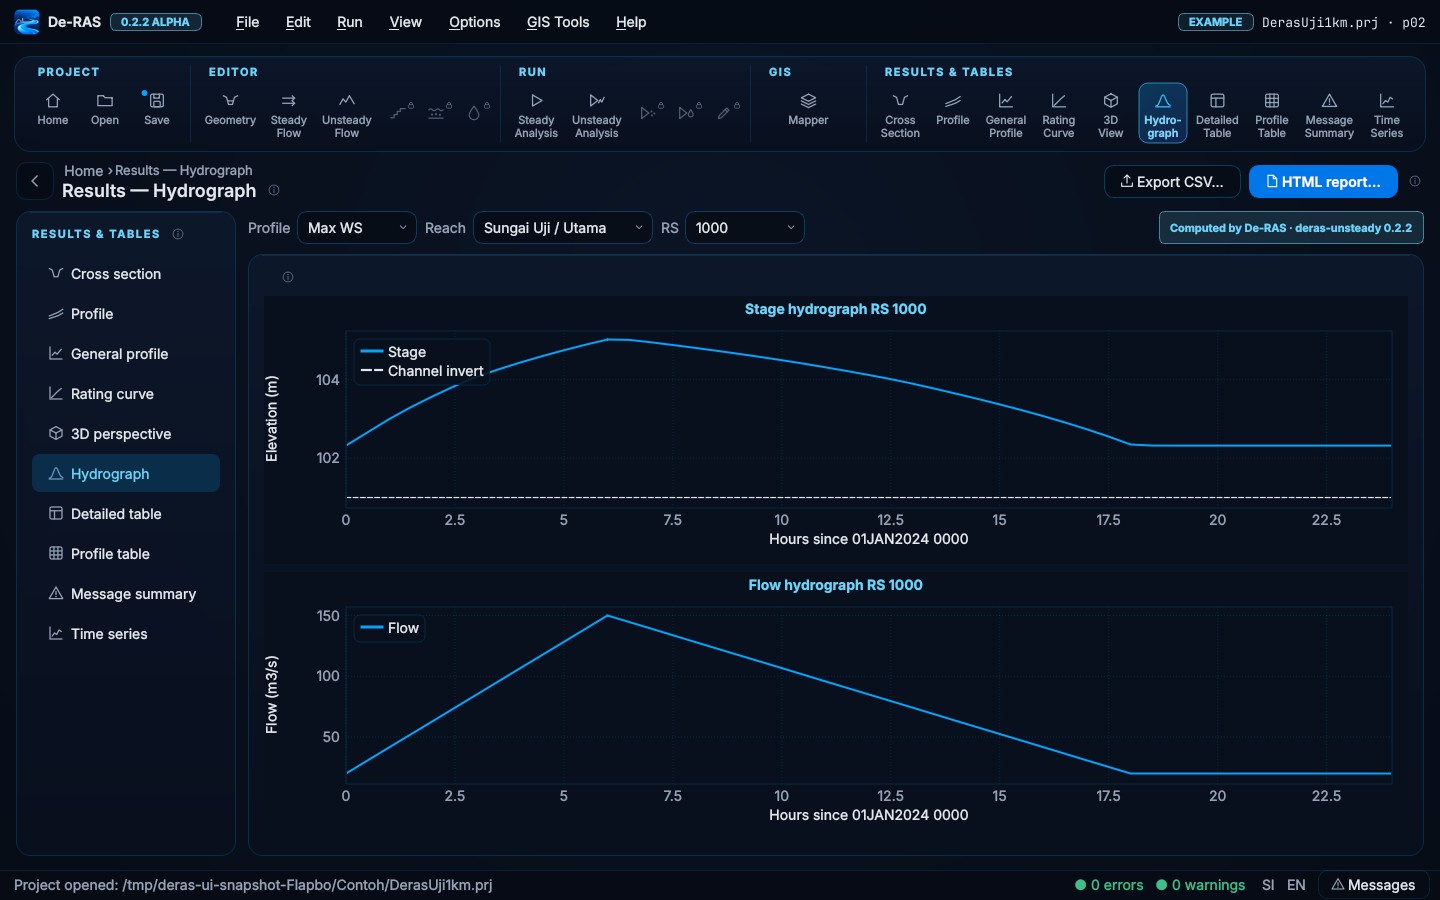 De-RAS 0.2.2 ALPHA File Edit Run View Options GIS Tools Help EXAMPLE DerasUji1km.prj · p02
PROJECT EDITOR RUN GIS RESULTS & TABLES
Home Open Save Geometry Steady Flow Unsteady Flow Steady Analysis Unsteady Analysis Mapper Cross Section Profile General Profile Rating Curve 3D View Hydro-graph Detailed Table Profile Table Message Summary Time Series
Home › Results — Hydrograph
Results — Hydrograph
Export CSV... HTML report...
RESULTS & TABLES
Cross section
Profile
General profile
Rating curve
3D perspective
Hydrograph
Detailed table
Profile table
Message summary
Time series
Profile Max WS Reach Sungai Uji / Utama RS 1000 Computed by De-RAS · deras-unsteady 0.2.2
Stage hydrograph RS 1000
Stage
Channel invert
Elevation (m)
104
102
0 2.5 5 7.5 10 12.5 15 17.5 20 22.5
Hours since 01JAN2024 0000
Flow hydrograph RS 1000
Flow
Flow (m3/s)
150
100
50
0 2.5 5 7.5 10 12.5 15 17.5 20 22.5
Hours since 01JAN2024 0000
Project opened: /tmp/deras-ui-snapshot-Flapbo/Contoh/DerasUji1km.prj 0 errors 0 warnings SI EN Messages